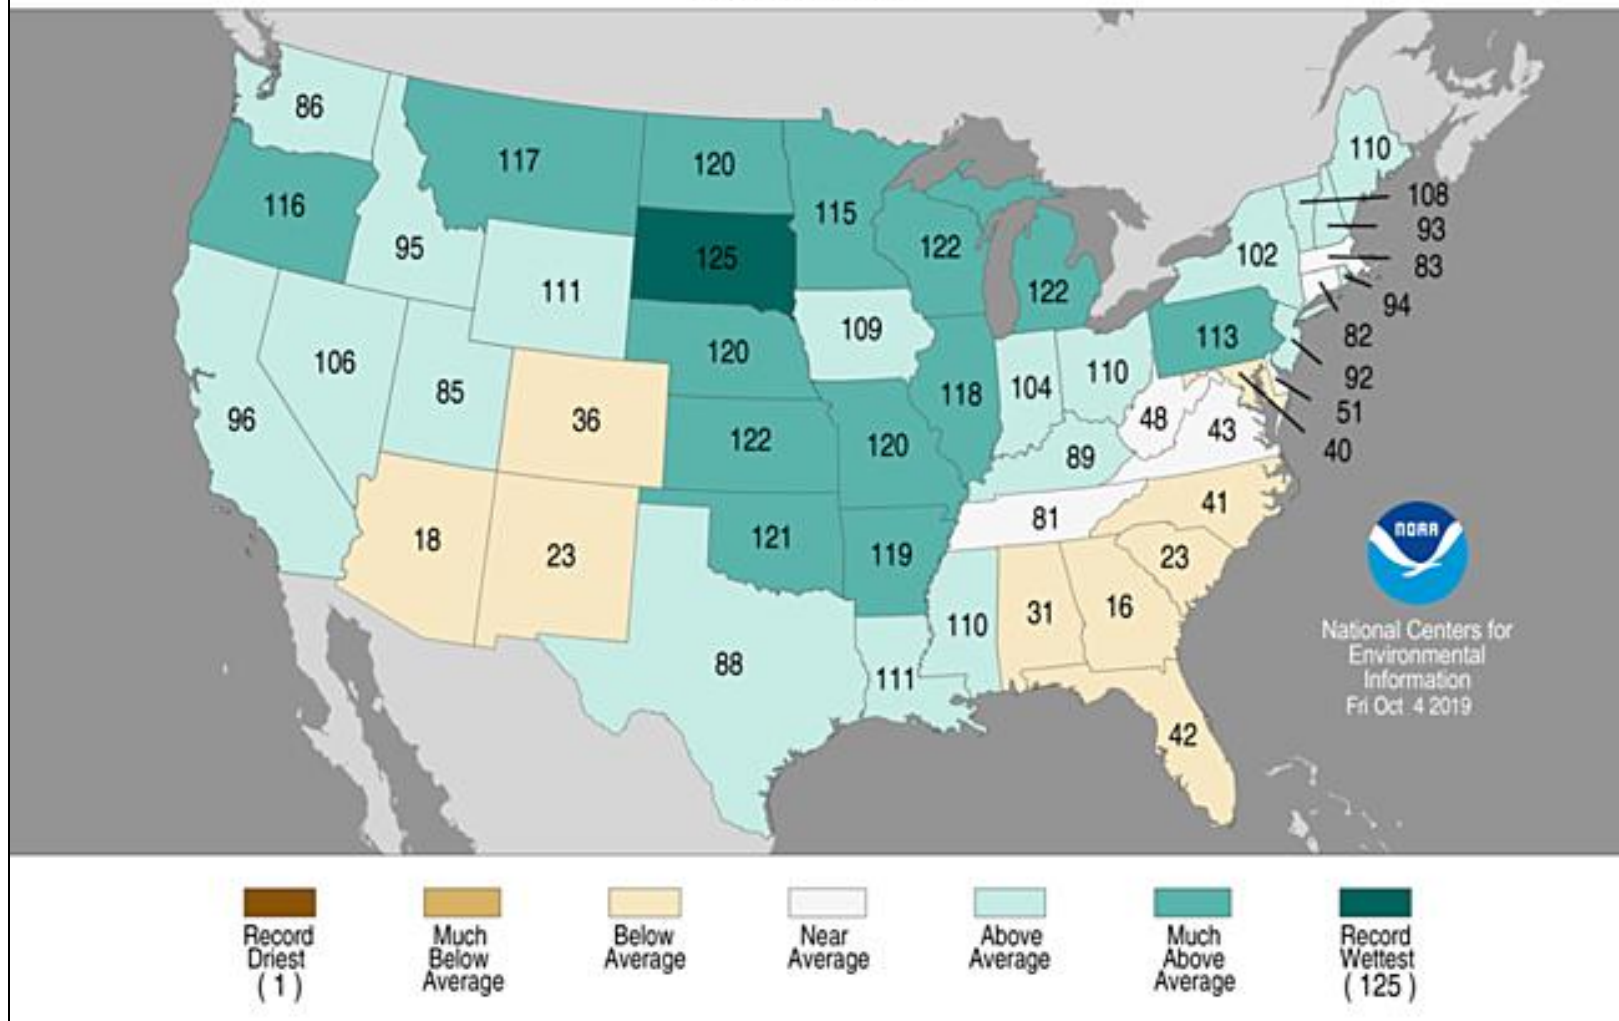 86
117
120
110
116
115
108
95
125
122
93
102
83
111
122
94
109
113
82
106
120
92
85
104
110
51
96
36
118
48
43
40
122
120
89
41
81
18
23
121
119
23
31
16
110
88
111
42
NOAA
National Centers for
Environmental
Information
Fri Oct 4 2019
Record
Driest
( 1 )
Much
Below
Average
Below
Average
Near
Average
Above
Average
Much
Above
Average
Record
Wettest
( 125 )